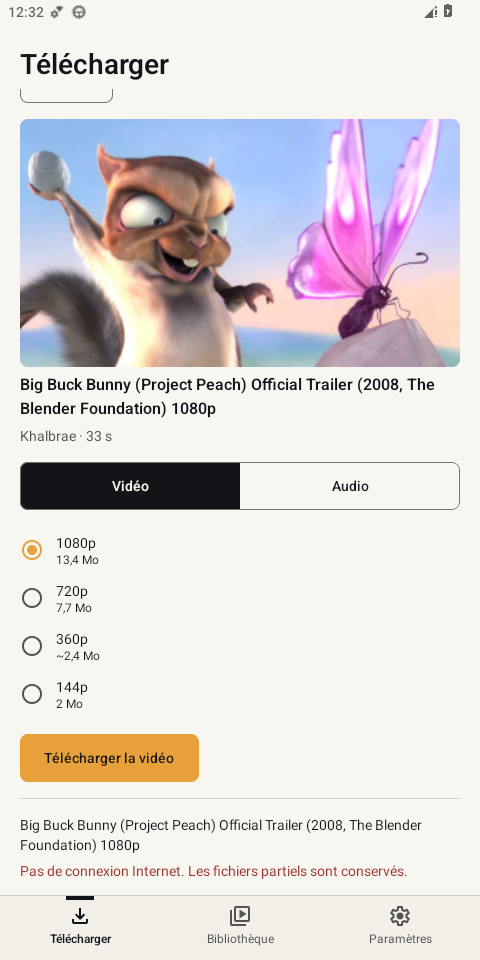 12:32
Télécharger
Big Buck Bunny (Project Peach) Official Trailer (2008, The
Blender Foundation) 1080p
Khalbrae · 33 s
Vidéo
Audio
1080p
13,4 Mo
720p
7,7 Mo
360p
~2,4 Mo
144p
2 Mo
Télécharger la vidéo
Big Buck Bunny (Project Peach) Official Trailer (2008, The Blender
Foundation) 1080p
Pas de connexion Internet. Les fichiers partiels sont conservés.
Télécharger
Bibliothèque
Paramètres